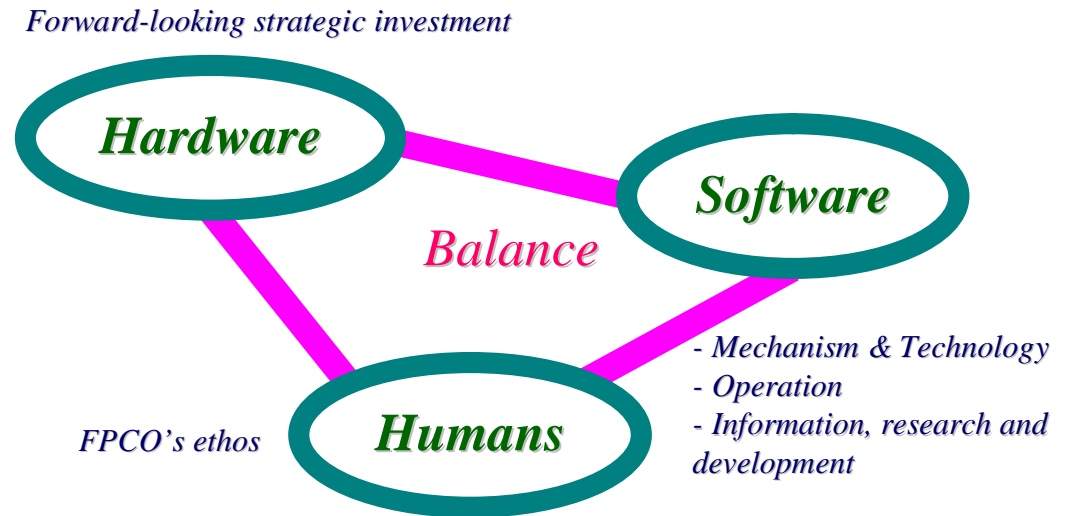 Forward-looking strategic investment
Hardware
Software
Balance
- Mechanism & Technology
- Operation
- Information, research and
development
Humans
FPCO’s ethos